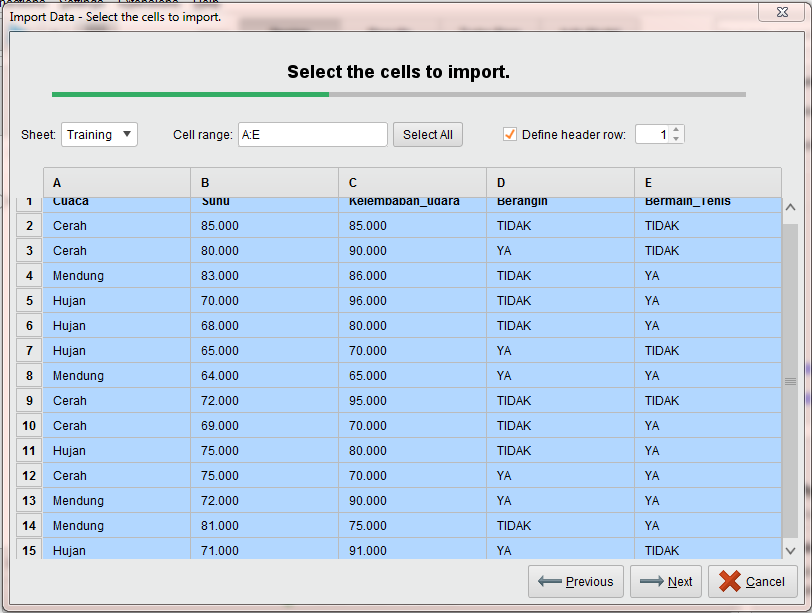 Import Data - Select the cells to import.
Select the cells to import.
Sheet: Training Cell range: A:E Select All Define header row: 1
A B C D E
1 Cuaca Suhu Kelembaban_udara Berangin Bermain_Tenis
2 Cerah 85.000 85.000 TIDAK TIDAK
3 Cerah 80.000 90.000 YA TIDAK
4 Mendung 83.000 86.000 TIDAK YA
5 Hujan 70.000 96.000 TIDAK YA
6 Hujan 68.000 80.000 TIDAK YA
7 Hujan 65.000 70.000 YA TIDAK
8 Mendung 64.000 65.000 YA YA
9 Cerah 72.000 95.000 TIDAK TIDAK
10 Cerah 69.000 70.000 TIDAK YA
11 Hujan 75.000 80.000 TIDAK YA
12 Cerah 75.000 70.000 YA YA
13 Mendung 72.000 90.000 YA YA
14 Mendung 81.000 75.000 TIDAK YA
15 Hujan 71.000 91.000 YA TIDAK
Previous Next Cancel